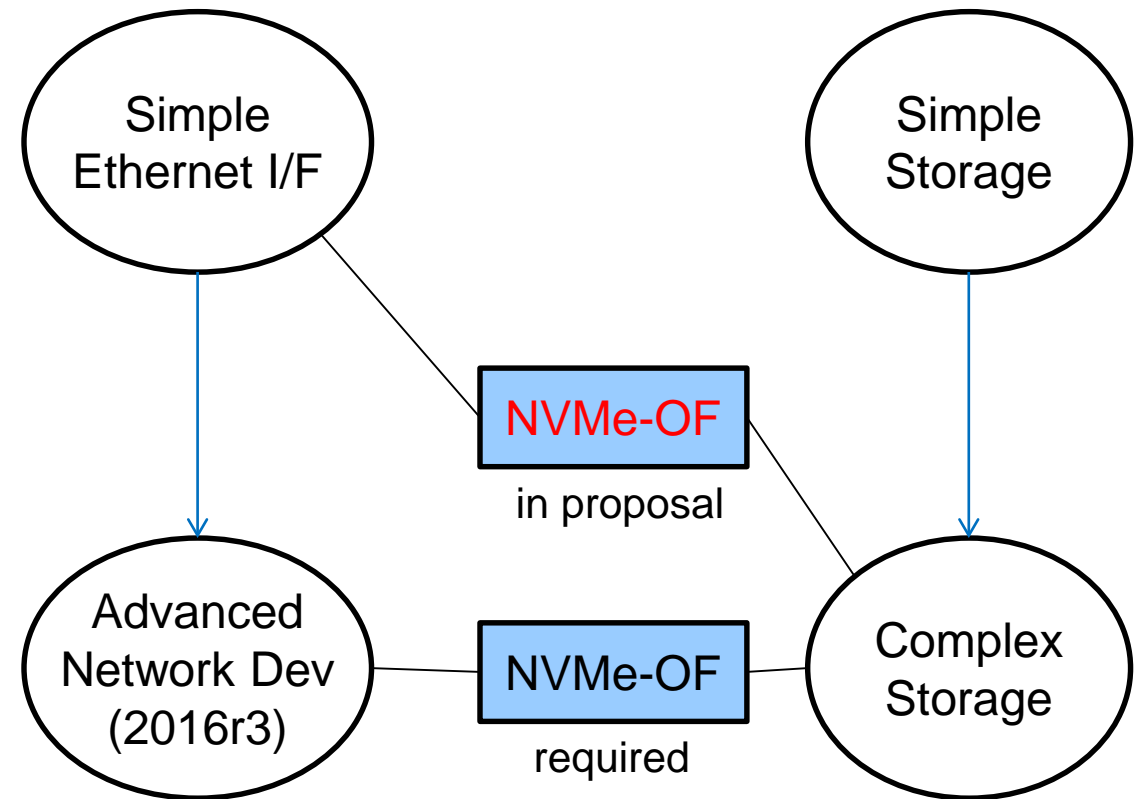 Simple
Ethernet I/F
Simple
Storage
NVMe-OF
in proposal
Advanced
Network Dev
(2016r3)
NVMe-OF
required
Complex
Storage